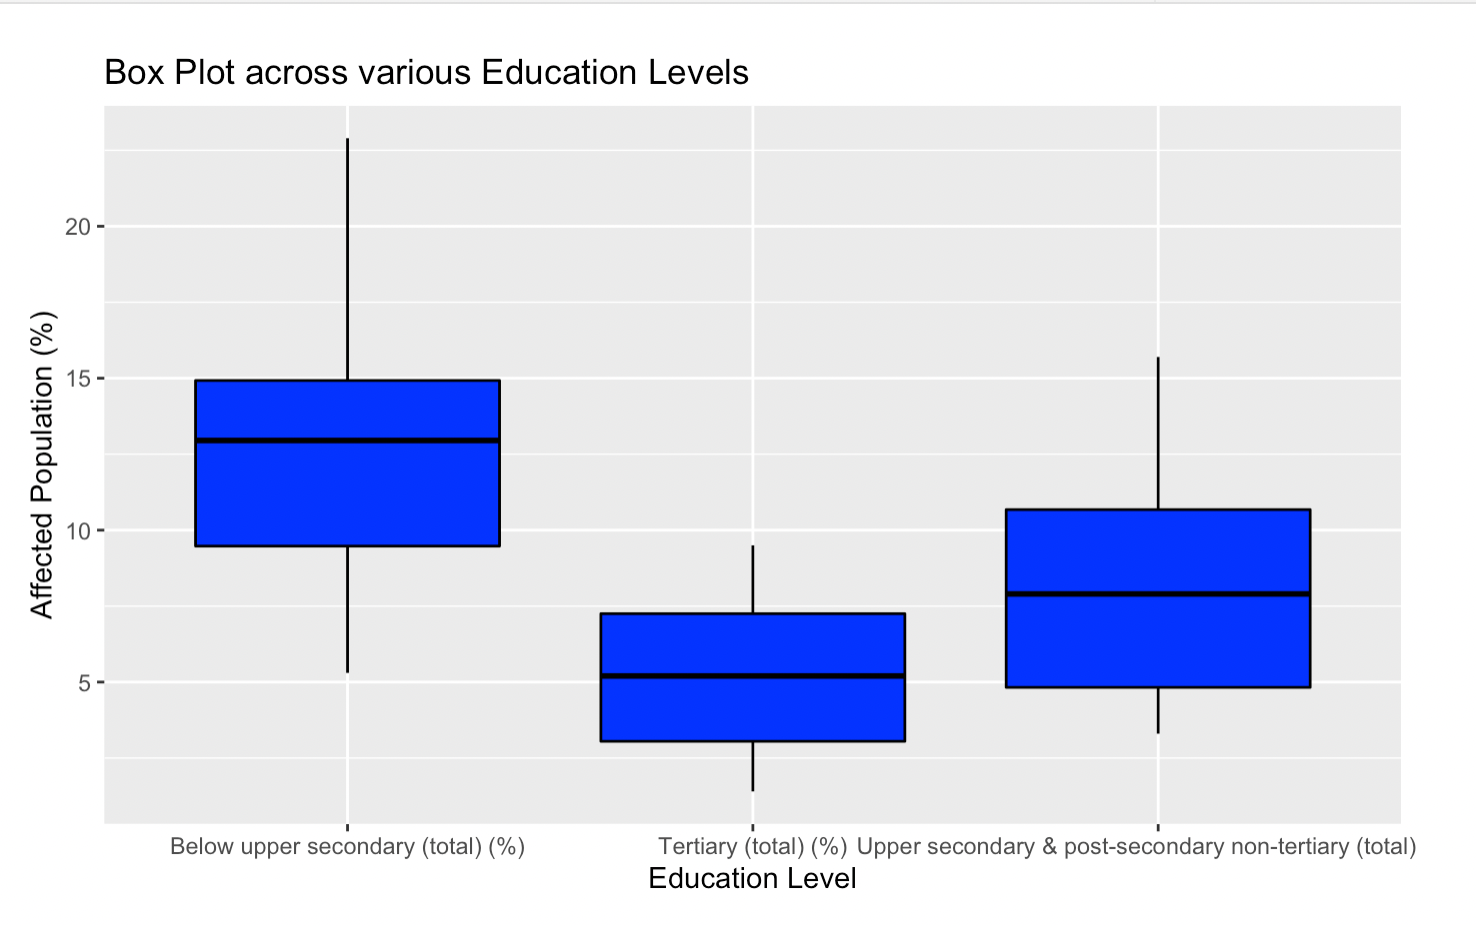 Box Plot across various Education Levels
Affected Population (%)
20
15
10
5
Below upper secondary (total) (%)
Tertiary (total) (%)
Upper secondary & post-secondary non-tertiary (total)
Education Level